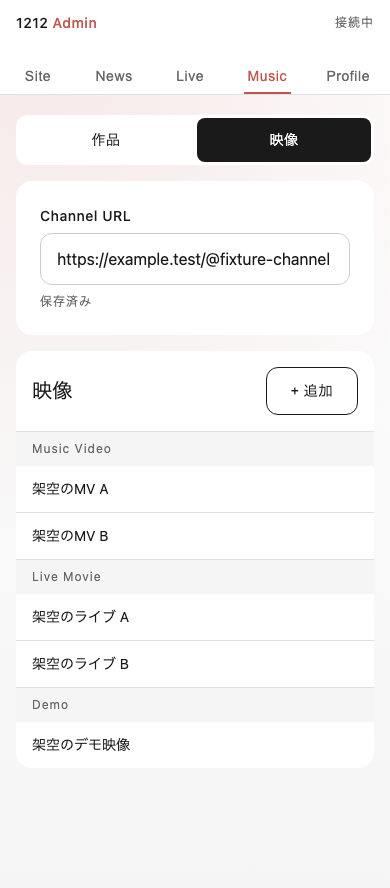 1212 Admin
接続中
Site News Live Music Profile
作品 映像
Channel URL
https://example.test/@fixture-channel
保存済み
映像
+ 追加
Music Video
架空のMV A
架空のMV B
Live Movie
架空のライブ A
架空のライブ B
Demo
架空のデモ映像